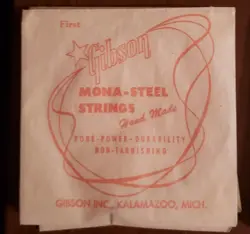 First
Gibson
MONA-STEEL
STRINGS
Hand Made
TONE-POWER-DURABILITY
NON-TARNISHING
GIBSON INC., KALAMAZOO, MICH.